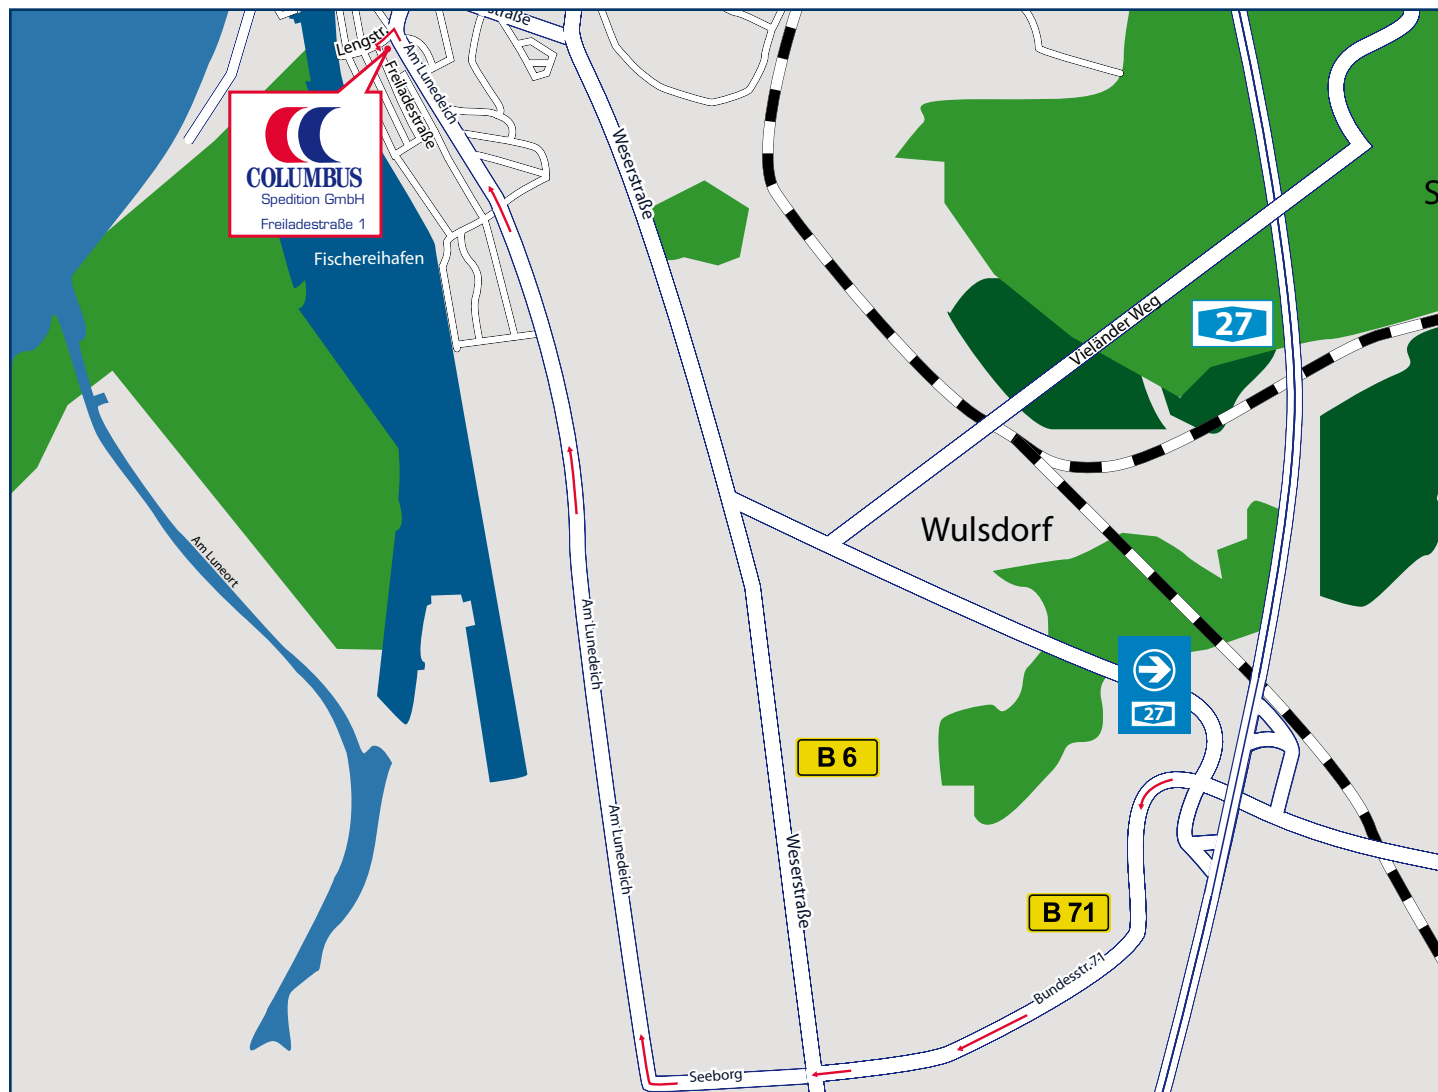 straße
Lengstr.
Am Lunedeich
Freiladestraße
COLUMBUS
Spedition GmbH
Freiladestraße 1
Fischereihafen
Weserstraße
Vieländer Weg
27
Wulsdorf
Am Luneort
Am Lunedeich
27
B 6
Am Lunedeich
Weserstraße
B 71
Bundesstr. 71
Seeborg